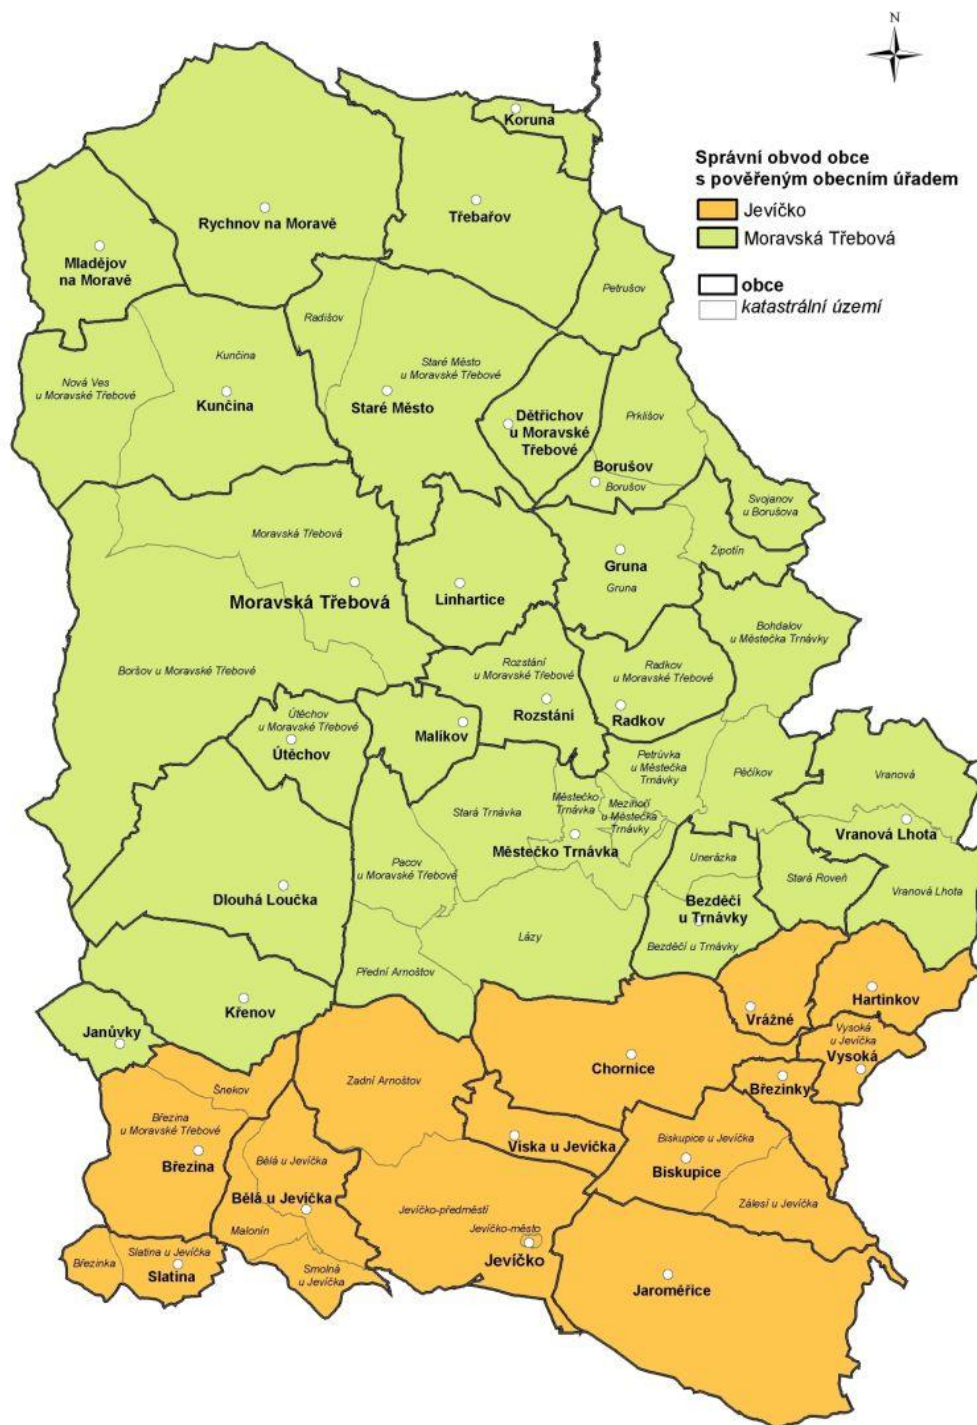 N
Koruna
Správní obvod obce
s pověřeným obecním úřadem
Jevíčko
Moravská Třebová
obce
katastrální území
Rychnov na Moravě
Třebařov
Mladějov
na Moravě
Petrušov
Radišov
Kunčina
Staré Město
u Moravské Třebové
Nová Ves
u Moravské Třebové
Kunčina
Staré Město
Dětřichov
u Moravské
Třebové
Prklišov
Borušov
Borušov
Svojanov
u Borušova
Moravská Třebová
Žipotín
Gruna
Gruna
Moravská Třebová
Linhartice
Bohdalov
u Městečka Trnávky
Boršov u Moravské Třebové
Rozstání
u Moravské Třebové
Radkov
u Moravské Třebové
Rozstání
Radkov
Útěchov
u Moravské Třebové
Útěchov
Malíkov
Petrůvka
u Městečka
Trnávky
Pěčíkov
Vranová
Stará Trnávka
Městečko
Trnávka
Mezihoří
u Městečka
Trnávky
Vranová Lhota
Městečko Trnávka
Pacov
u Moravské Třebové
Unerázka
Stará Roveň
Vranová Lhota
Dlouhá Loučka
Bezděčí
u Trnávky
Lázy
Bezděčí u Trnávky
Přední Arnoštov
Hartinkov
Křenov
Vrážné
Janůvky
Vysoká
u Jevíčka
Vysoká
Chornice
Zadní Arnoštov
Šnekov
Březinky
Březina
u Moravské Třebové
Březina
Víska u Jevíčka
Biskupice u Jevíčka
Biskupice
Bělá u Jevíčka
Bělá u Jevíčka
Jevíčko-předměstí
Zálesí u Jevíčka
Malonín
Jevíčko-město
Jevíčko
Březinka
Slatina u Jevíčka
Slatina
Smolná
u Jevíčka
Jaroměřice